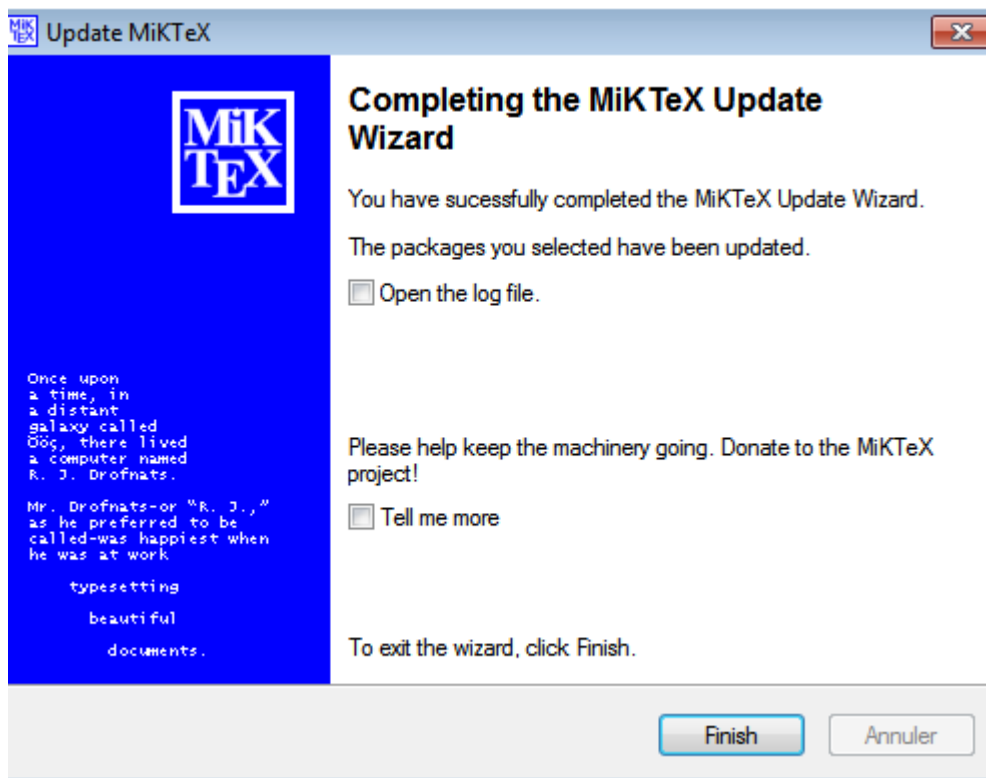 MiK
TEX
Update MiKTeX
MiK
TEX
Completing the MiKTeX Update
Wizard
You have sucessfully completed the MiKTeX Update Wizard.
The packages you selected have been updated.
Open the log file.
Once upon
a time, in
a distant
galaxy called
Ööç, there lived
a computer named
R. J. Drofnats.
Mr. Drofnats-or “R. J.,”
as he preferred to be
called-was happiest when
he was at work
typesetting
beautiful
documents.
Please help keep the machinery going. Donate to the MiKTeX
project!
Tell me more
To exit the wizard, click Finish.
Finish
Annuler